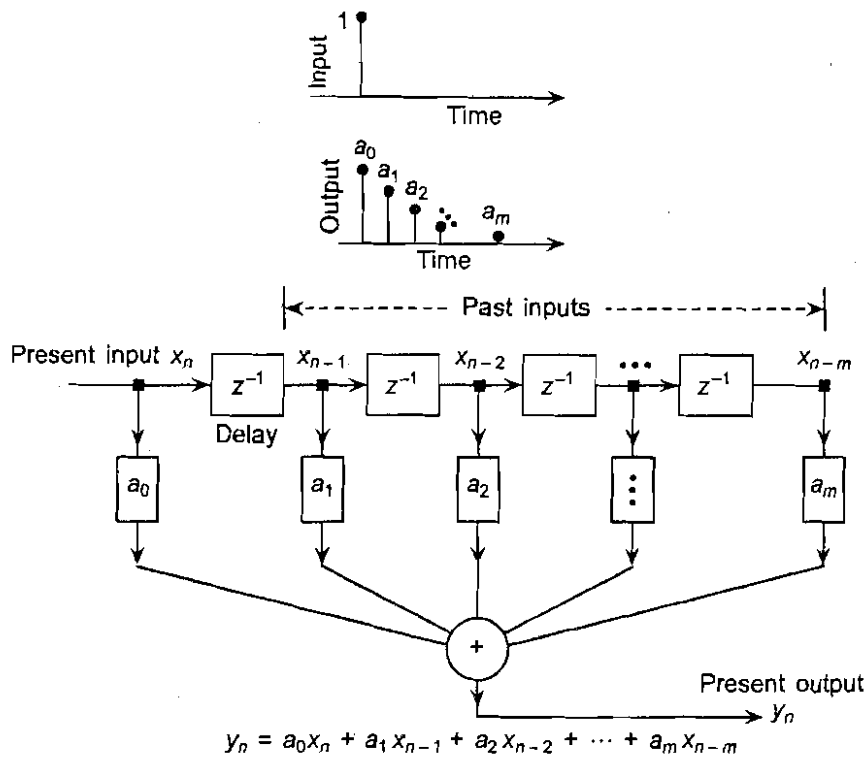 1
Input
Time
a₀
a₁
a₂
aₘ
Output
Time
Past inputs
Present input xₙ
xₙ₋₁
xₙ₋₂
•••
xₙ₋ₘ
z⁻¹
z⁻¹
z⁻¹
z⁻¹
Delay
a₀
a₁
a₂
⋮
aₘ
+
Present output
yₙ
yₙ = a₀xₙ + a₁xₙ₋₁ + a₂xₙ₋₂ + ··· + aₘxₙ₋ₘ